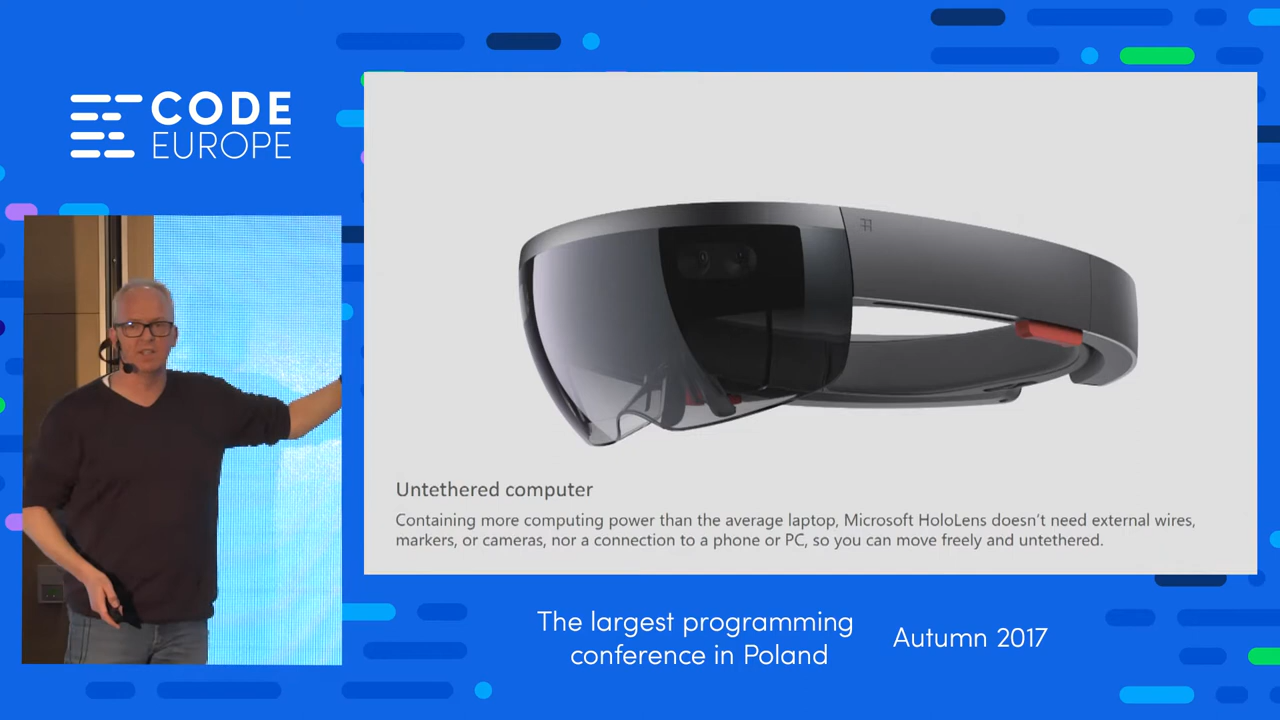 CODE
EUROPE
Untethered computer
Containing more computing power than the average laptop, Microsoft HoloLens doesn't need external wires,
markers, or cameras, nor a connection to a phone or PC, so you can move freely and untethered.
The largest programming
conference in Poland
Autumn 2017